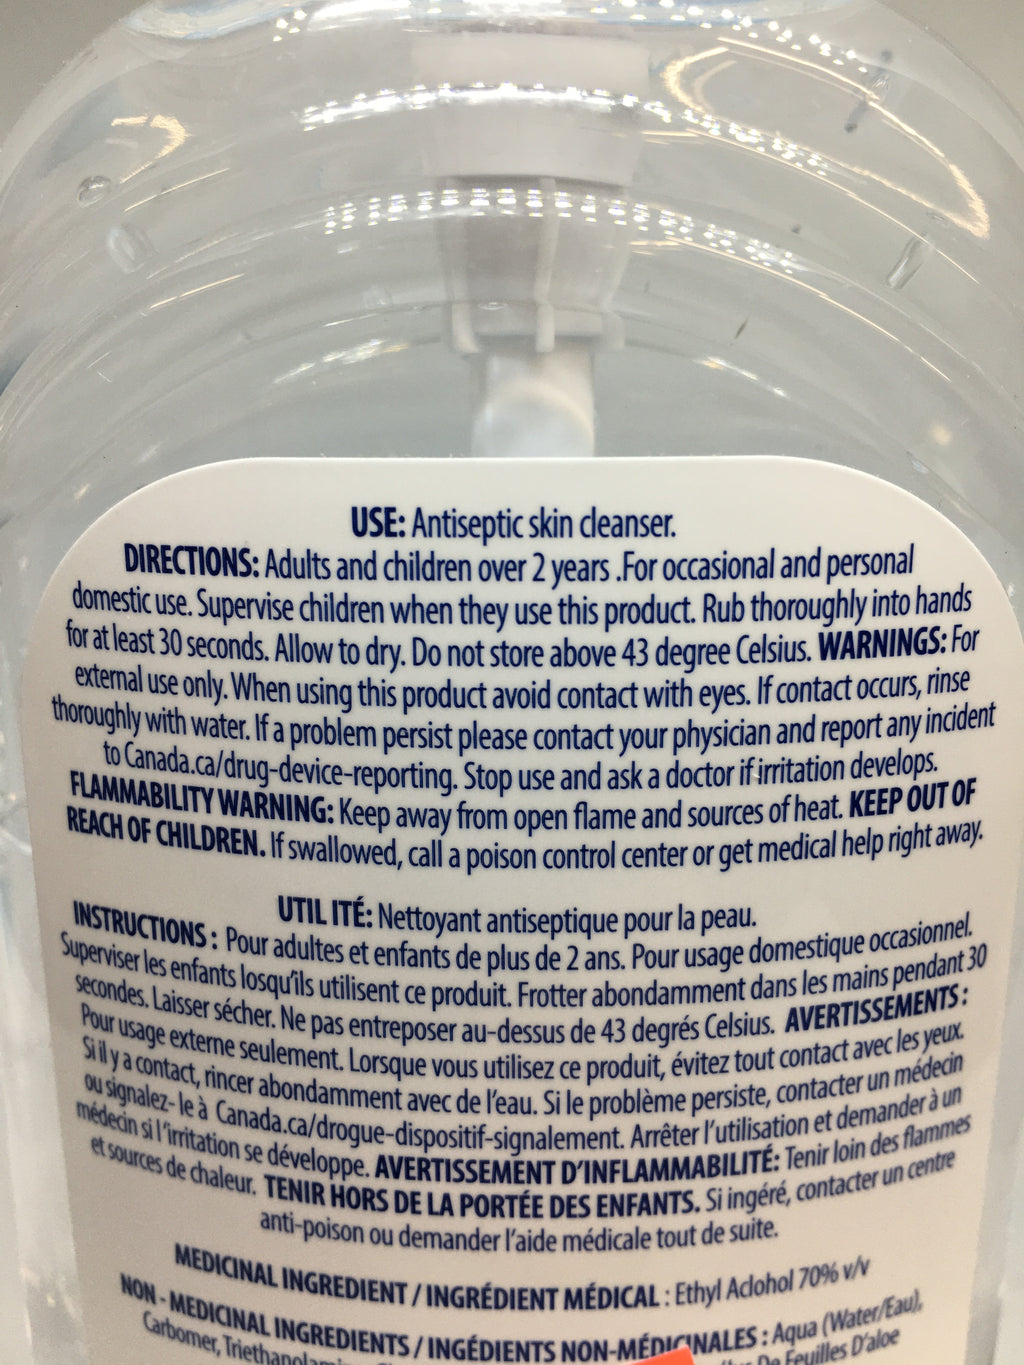 USE: Antiseptic skin cleanser.
DIRECTIONS: Adults and children over 2 years .For occasional and personal
domestic use. Supervise children when they use this product. Rub thoroughly into hands
for at least 30 seconds. Allow to dry. Do not store above 43 degree Celsius. WARNINGS: For
external use only. When using this product avoid contact with eyes. If contact occurs, rinse
thoroughly with water. If a problem persist please contact your physician and report any incident
to Canada.ca/drug-device-reporting. Stop use and ask a doctor if irritation develops.
FLAMMABILITY WARNING: Keep away from open flame and sources of heat. KEEP OUT OF
REACH OF CHILDREN. If swallowed, call a poison control center or get medical help right away.
UTIL ITÉ: Nettoyant antiseptique pour la peau.
INSTRUCTIONS : Pour adultes et enfants de plus de 2 ans. Pour usage domestique occasionnel.
Superviser les enfants losqu'ils utilisent ce produit. Frotter abondamment dans les mains pendant 30
secondes. Laisser sécher. Ne pas entreposer au-dessus de 43 degrés Celsius. AVERTISSEMENTS :
Pour usage externe seulement. Lorsque vous utilisez ce produit, évitez tout contact avec les yeux.
Si il y a contact, rincer abondamment avec de l'eau. Si le problème persiste, contacter un médecin
ou signalez- le à Canada.ca/drogue-dispositif-signalement. Arrêter l'utilisation et demander à un
médecin si l'irritation se développe. AVERTISSEMENT D'INFLAMMABILITÉ: Tenir loin des flammes
et sources de chaleur. TENIR HORS DE LA PORTÉE DES ENFANTS. Si ingéré, contacter un centre
anti-poison ou demander l'aide médicale tout de suite.
MEDICINAL INGREDIENT / INGRÉDIENT MÉDICAL : Ethyl Aclohol 70% v/v
NON - MEDICINAL INGREDIENTS / INGÉDIENTS NON-MÉDICINALES : Aqua (Water/Eau),
Carbomer, De Feuilles D'aloe